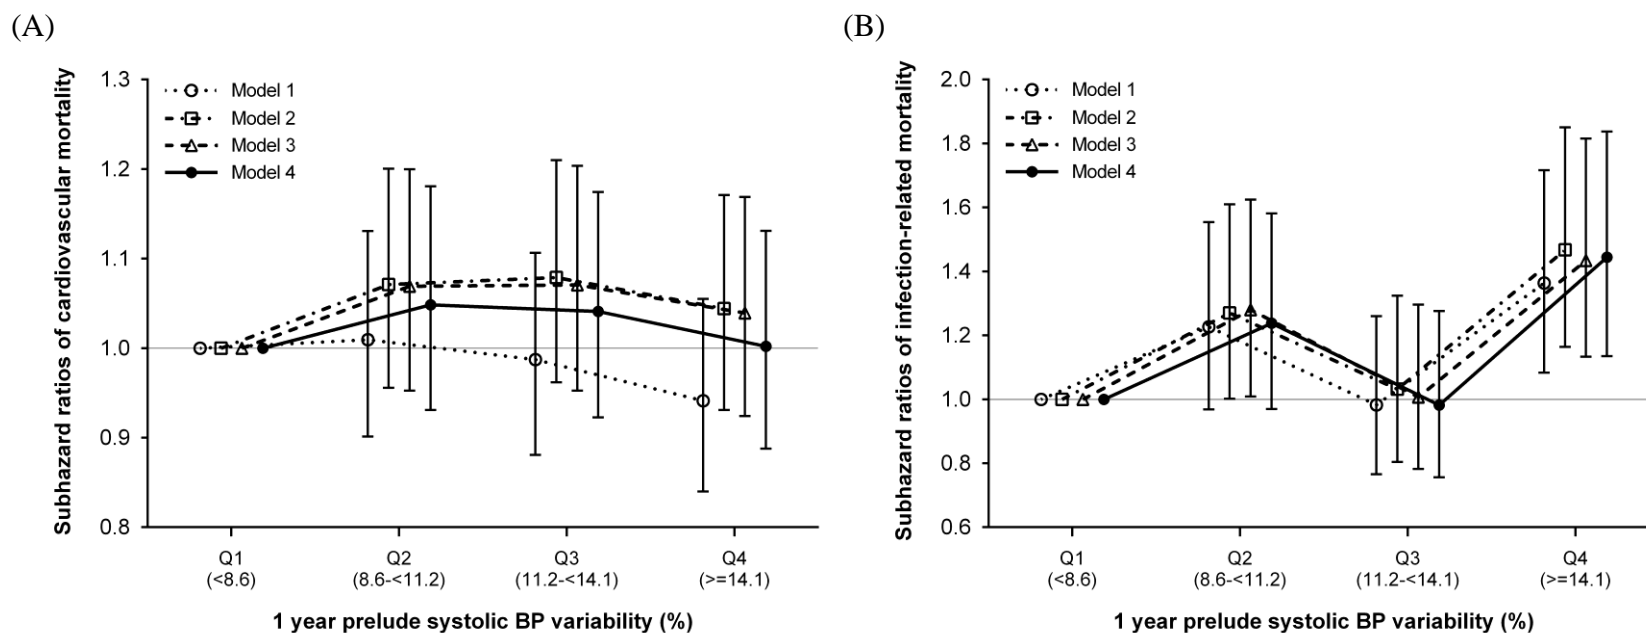 (A)
Subhazard ratios of cardiovascular mortality
1.3
1.2
1.1
1.0
0.9
0.8
Model 1
Model 2
Model 3
Model 4
Q1
(<8.6)
Q2
(8.6-<11.2)
Q3
(11.2-<14.1)
Q4
(>=14.1)
1 year prelude systolic BP variability (%)
(B)
Subhazard ratios of infection-related mortality
2.0
1.8
1.6
1.4
1.2
1.0
0.8
0.6
Model 1
Model 2
Model 3
Model 4
Q1
(<8.6)
Q2
(8.6-<11.2)
Q3
(11.2-<14.1)
Q4
(>=14.1)
1 year prelude systolic BP variability (%)